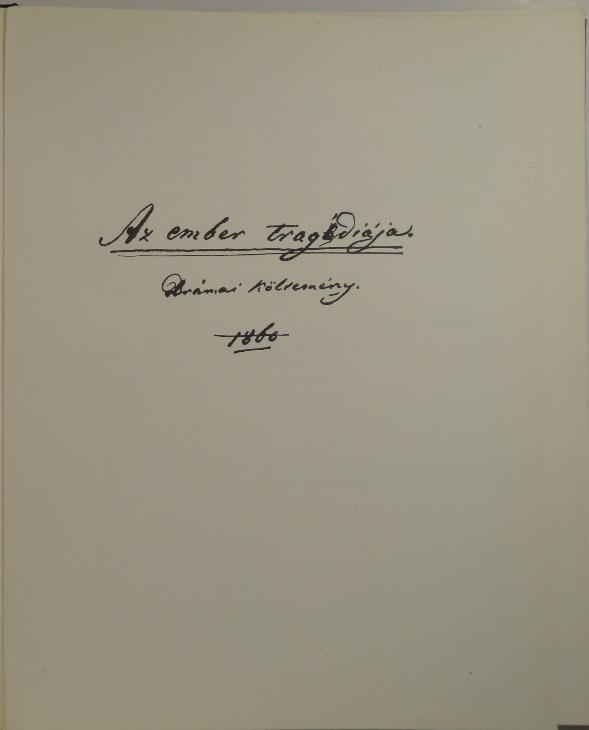 Az ember tragédiája.
Drámai költemény.
1860